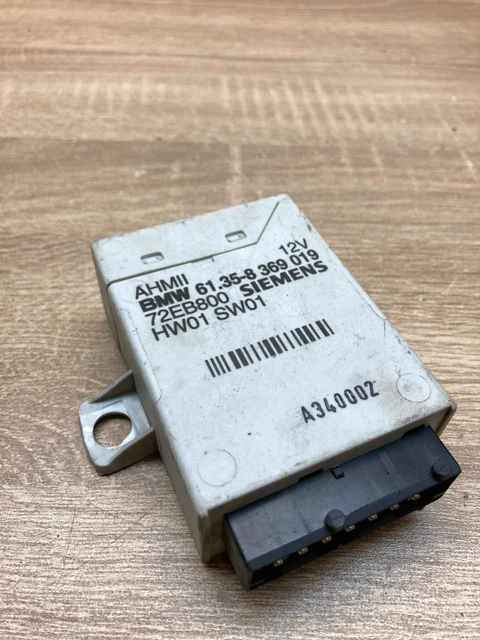 AHMII 12V
BMW 61.35-8 369 019
72EB800 SIEMENS
HW01 SW01
A340002